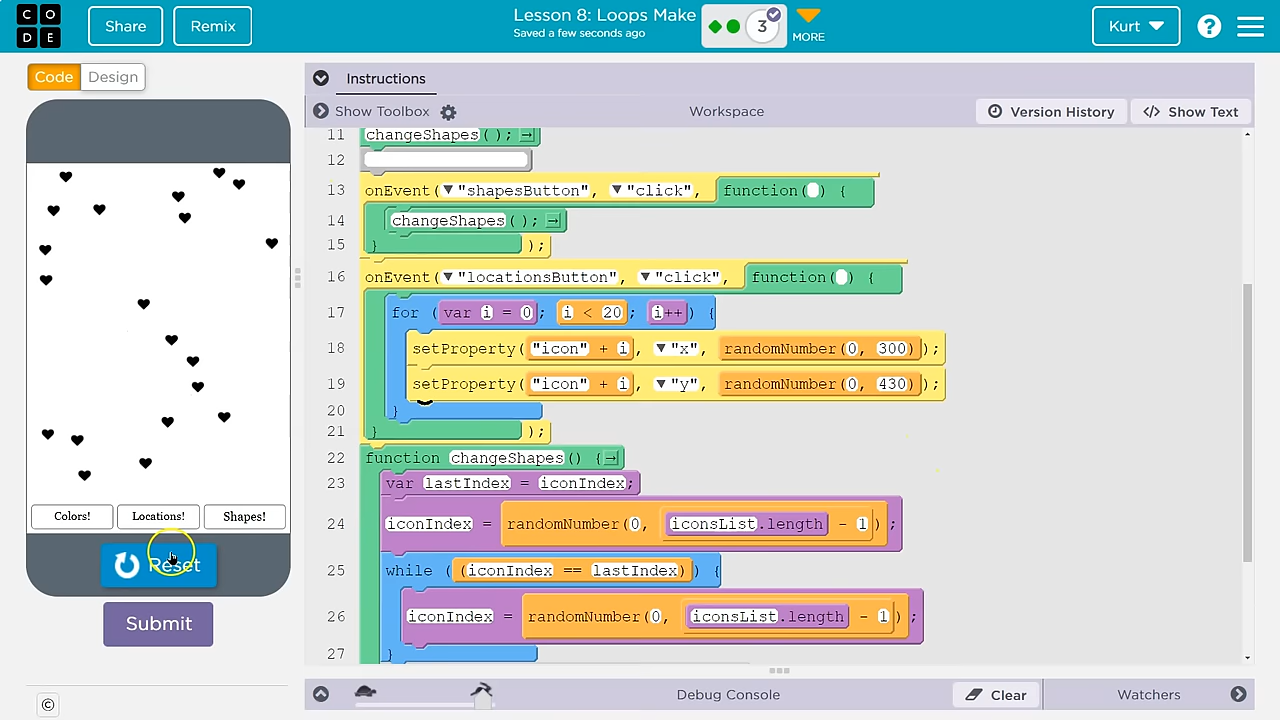 C O D E
Share
Remix
Lesson 8: Loops Make
Saved a few seconds ago
3
MORE
Kurt
?
Code
Design
Instructions
Show Toolbox
Workspace
Version History
</> Show Text
11 changeShapes();
12
13 onEvent("shapesButton", "click", function() {
14 changeShapes();
15 } );
16 onEvent("locationsButton", "click", function() {
17 for (var i = 0; i < 20; i++) {
18 setProperty("icon" + i, "x", randomNumber(0, 300));
19 setProperty("icon" + i, "y", randomNumber(0, 430));
20 }
21 } );
22 function changeShapes() {
23 var lastIndex = iconIndex;
24 iconIndex = randomNumber(0, iconsList.length - 1);
25 while ((iconIndex == lastIndex)) {
26 iconIndex = randomNumber(0, iconsList.length - 1);
27 }
Colors!
Locations!
Shapes!
Reset
Submit
©
Debug Console
Clear
Watchers